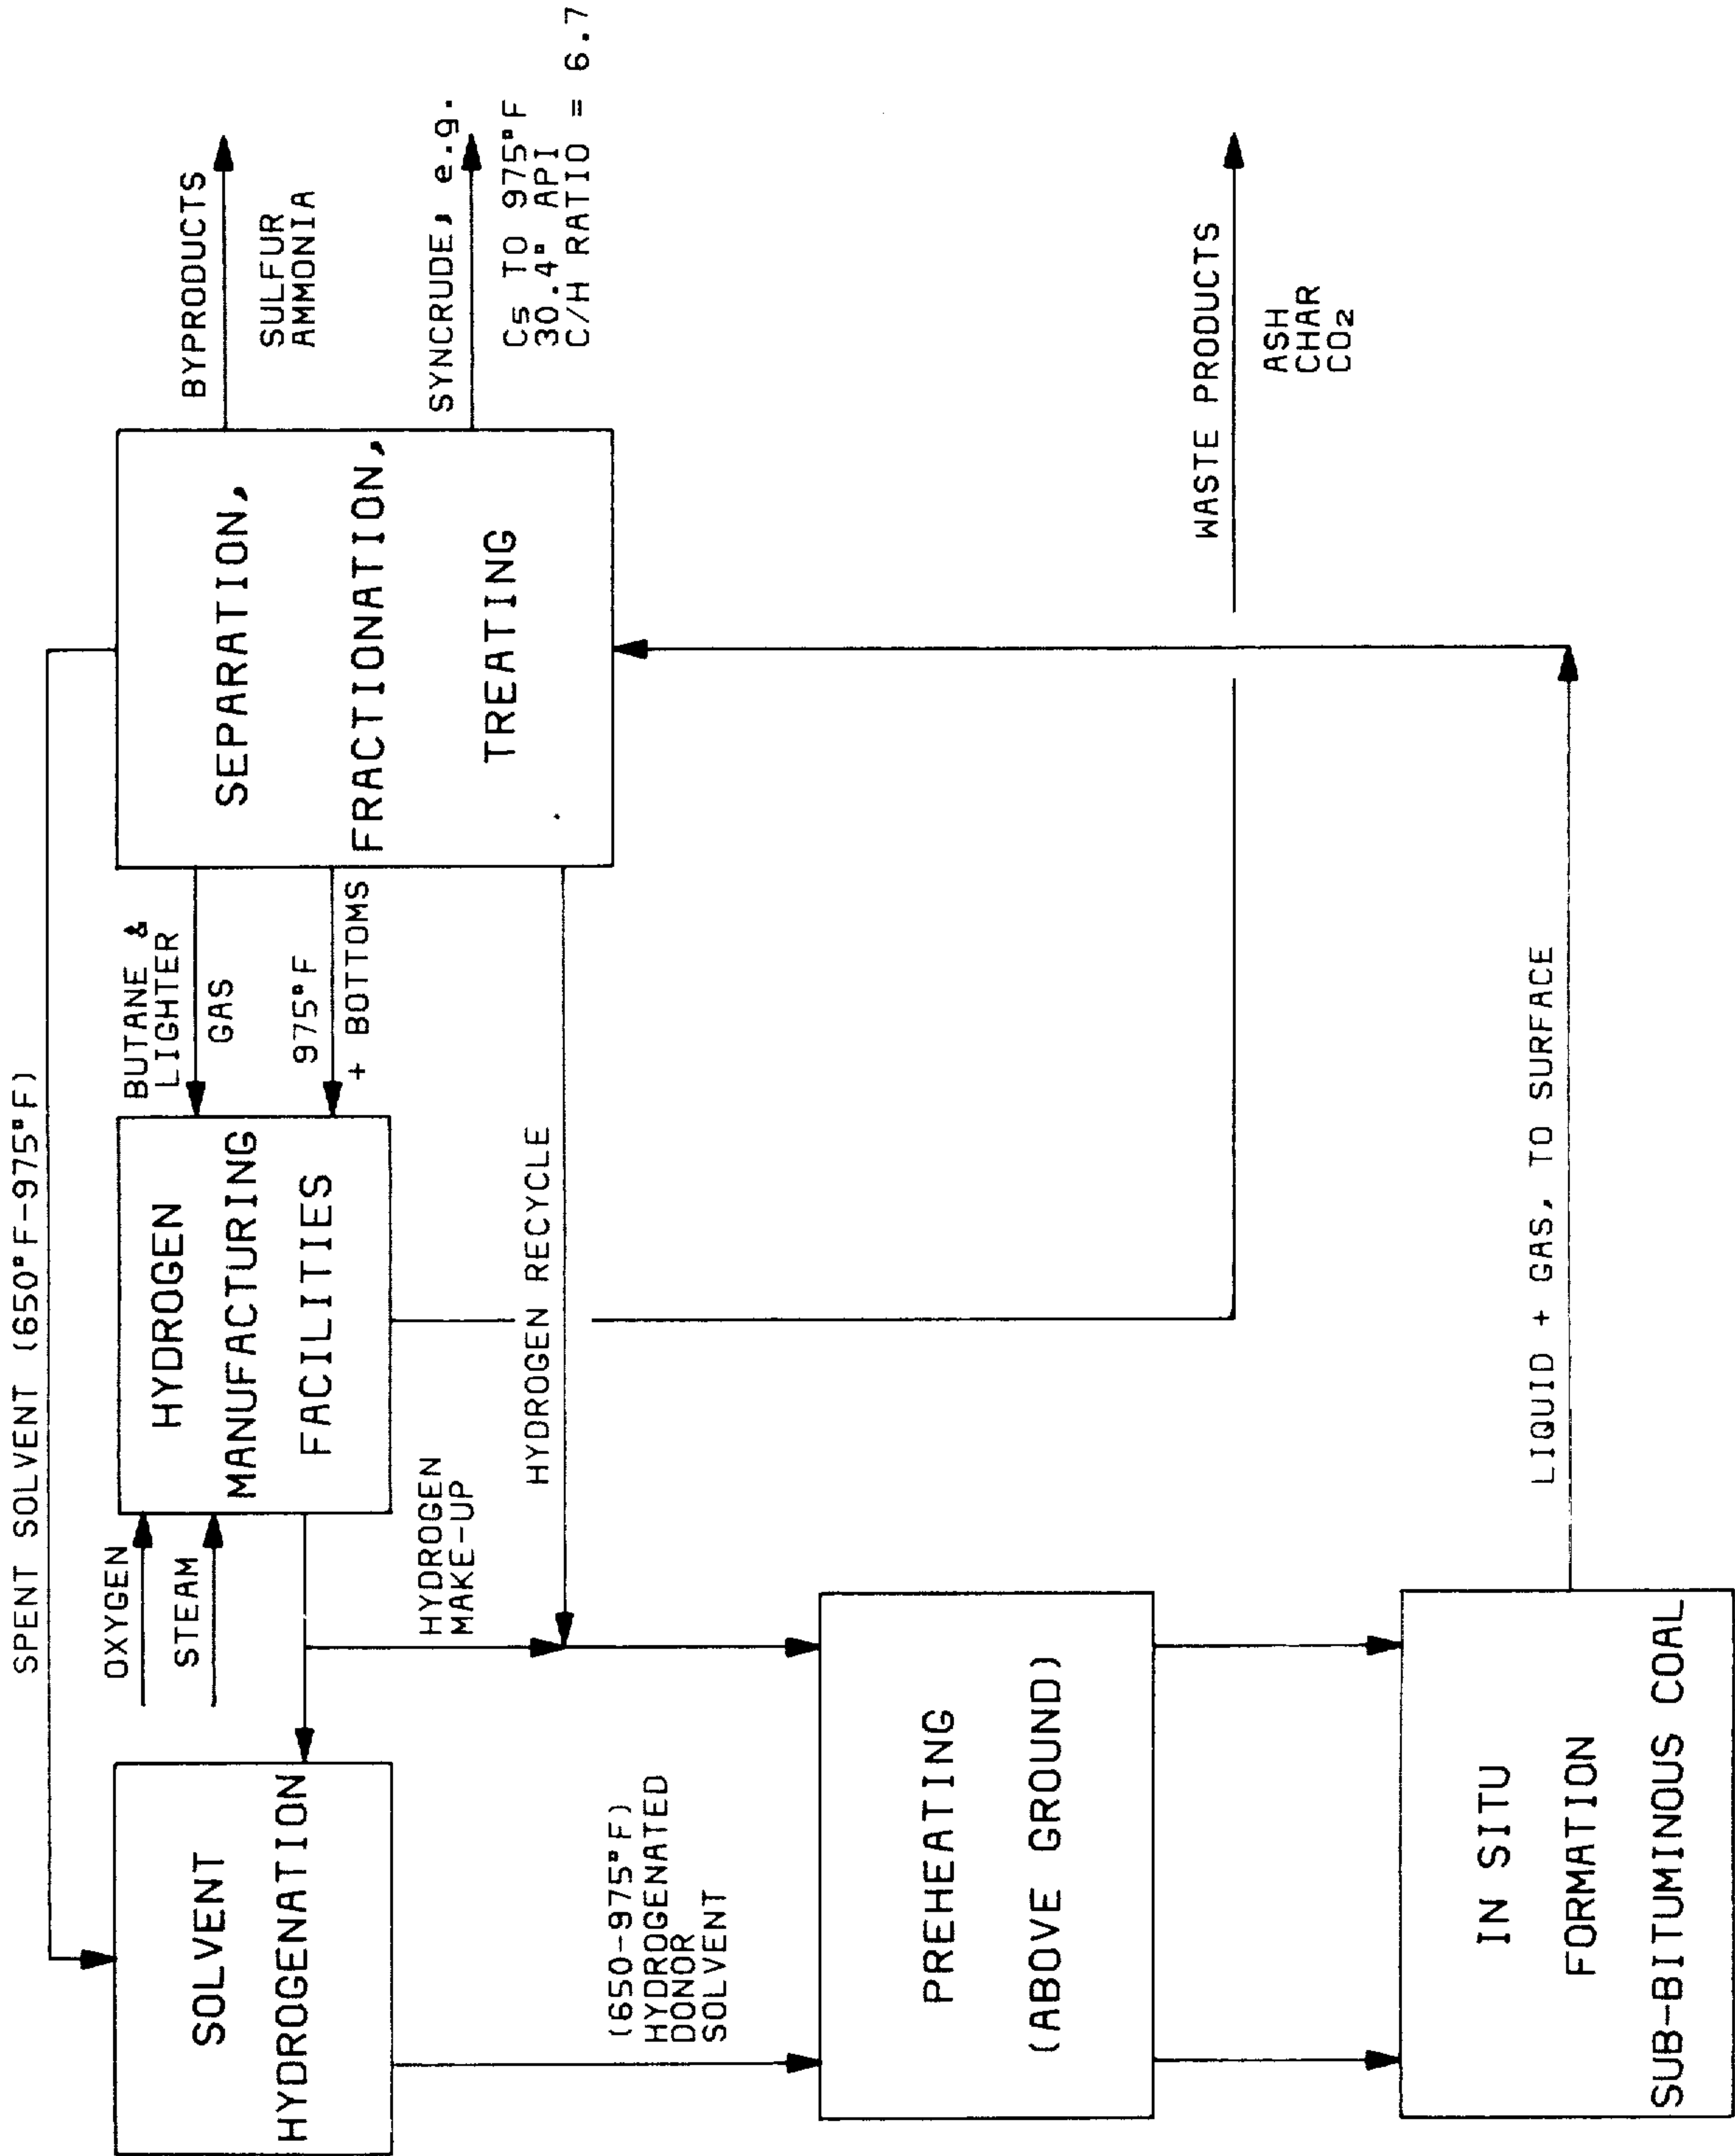 SPENT SOLVENT (650°F-975°F)
SOLVENT
HYDROGENATION
OXYGEN
STEAM
HYDROGEN
MANUFACTURING
FACILITIES
BUTANE &
LIGHTER
GAS
975°F
+ BOTTOMS
SEPARATION,
FRACTIONATION,
TREATING
BYPRODUCTS
SULFUR
AMMONIA
SYNCRUDE, e.g.
C5 TO 975°F
30.4° API
C/H RATIO = 6.7
HYDROGEN
MAKE-UP
HYDROGEN RECYCLE
(650-975°F)
HYDROGENATED
DONOR
SOLVENT
PREHEATING
(ABOVE GROUND)
WASTE PRODUCTS
ASH
CHAR
CO2
IN SITU
FORMATION
SUB-BITUMINOUS COAL
LIQUID + GAS, TO SURFACE